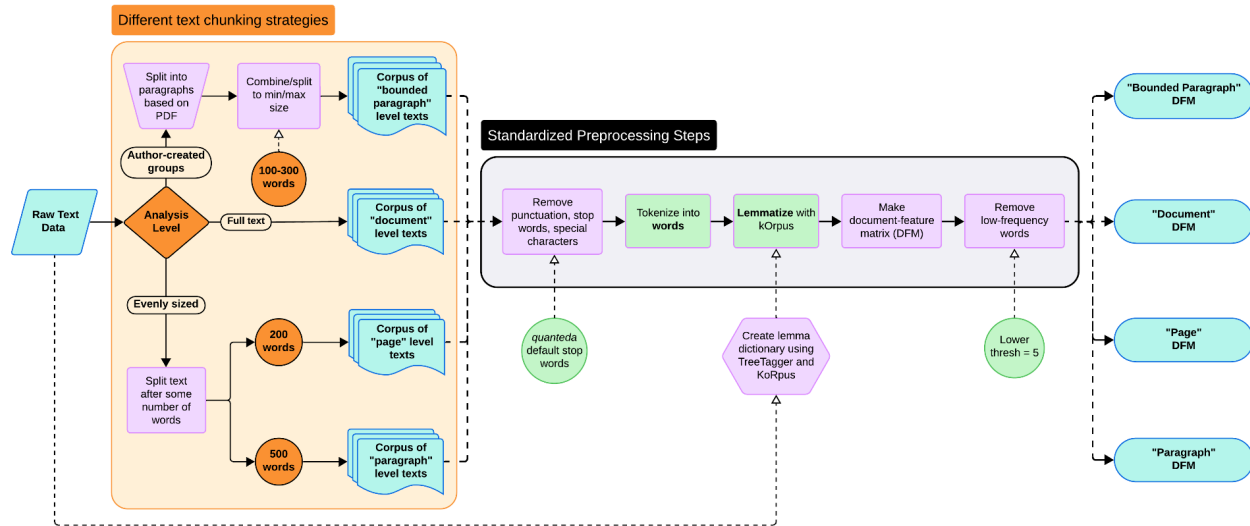 Different text chunking strategies
Split into
paragraphs
based on
PDF
Combine/split
to min/max
size
Corpus of
"bounded
paragraph"
level texts
Author-created
groups
100-300
words
Raw Text
Data
Analysis
Level
Full text
Corpus of
"document"
level texts
Evenly sized
Split text
after some
number of
words
200
words
Corpus of
"page" level
texts
500
words
Corpus of
"paragraph"
level texts
Standardized Preprocessing Steps
Remove
punctuation, stop
words, special
characters
Tokenize into
words
Lemmatize with
kOrpus
Make
document-feature
matrix (DFM)
Remove
low-frequency
words
quanteda
default stop
words
Create lemma
dictionary using
TreeTagger and
KoRpus
Lower
thresh = 5
"Bounded Paragraph"
DFM
"Document"
DFM
"Page"
DFM
"Paragraph"
DFM